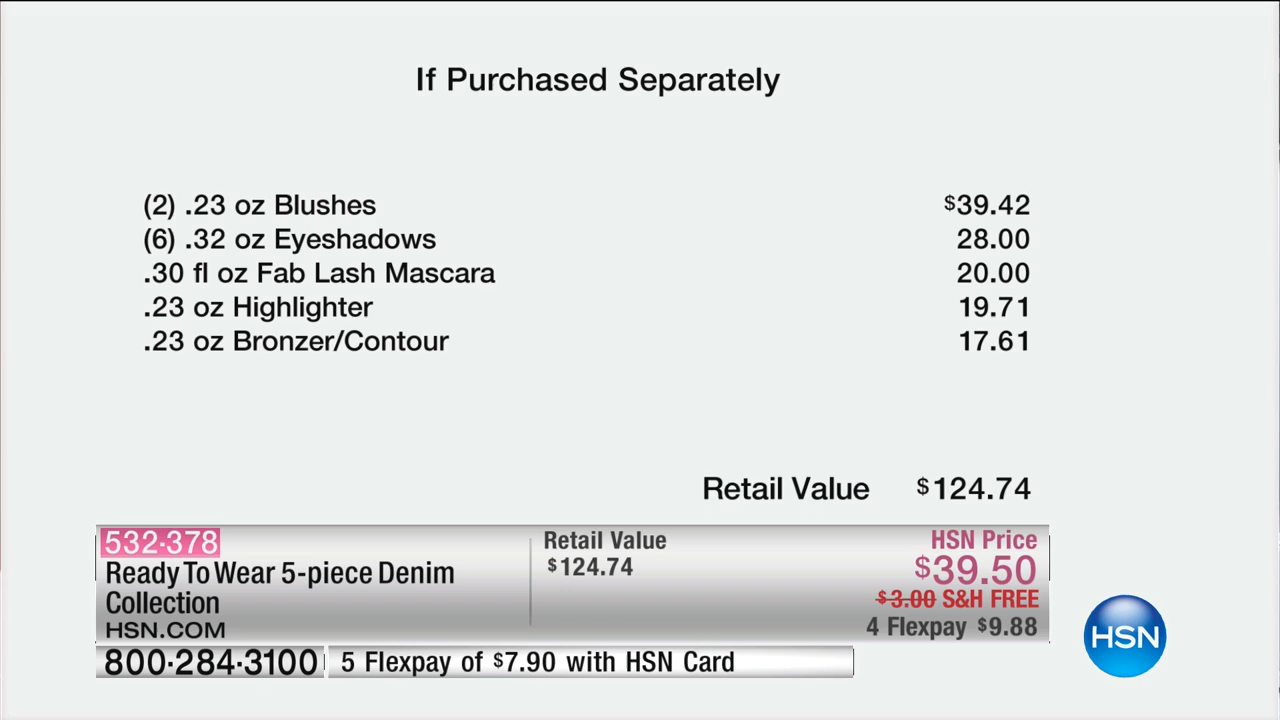 If Purchased Separately
(2) .23 oz Blushes $39.42
(6) .32 oz Eyeshadows 28.00
.30 fl oz Fab Lash Mascara 20.00
.23 oz Highlighter 19.71
.23 oz Bronzer/Contour 17.61
Retail Value $124.74
532·378
Ready To Wear 5-piece Denim
Collection
HSN.COM
Retail Value
$124.74
HSN Price
$39.50
$3.00 S&H FREE
4 Flexpay $9.88
HSN
800·284·3100 5 Flexpay of $7.90 with HSN Card